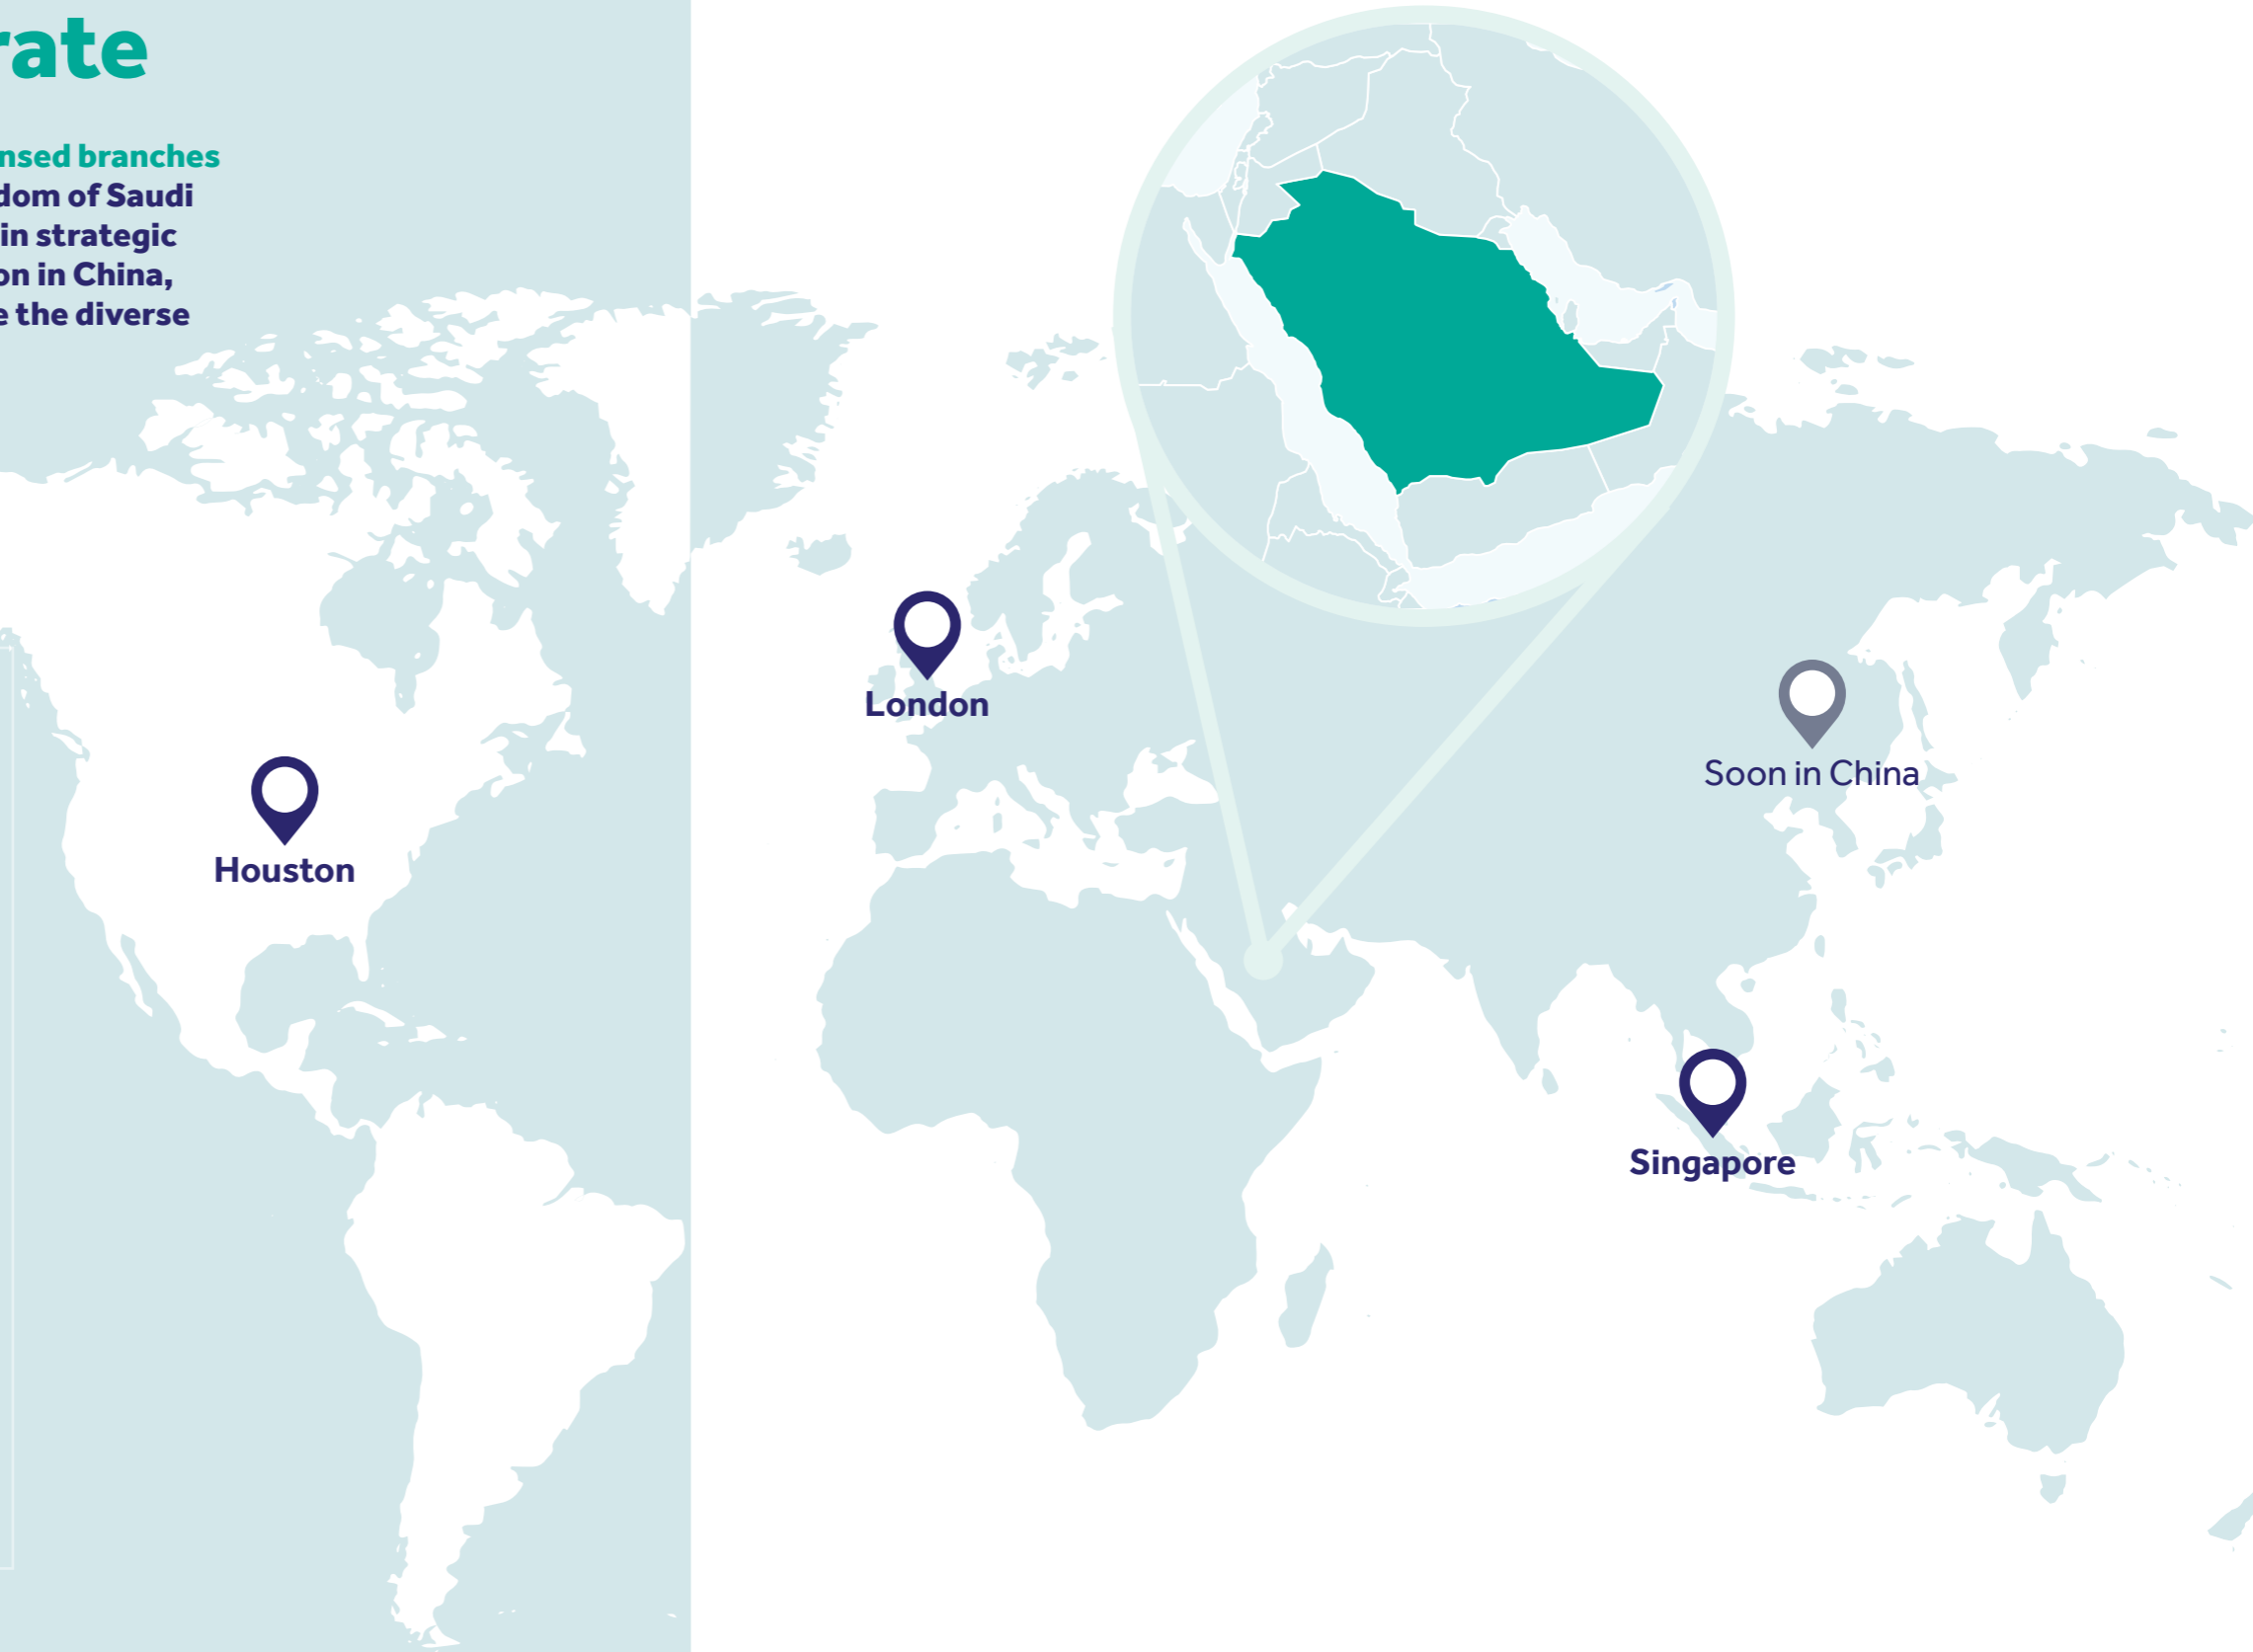 rate
nsed branches
dom of Saudi
in strategic
on in China,
e the diverse
London
Soon in China
Houston
Singapore